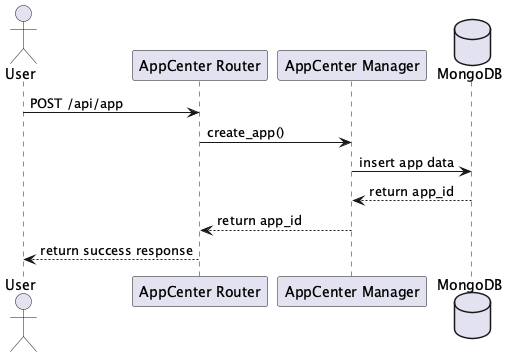 User
AppCenter Router
AppCenter Manager
MongoDB
POST /api/app
create_app()
insert app data
return app_id
return app_id
return success response
User
AppCenter Router
AppCenter Manager
MongoDB